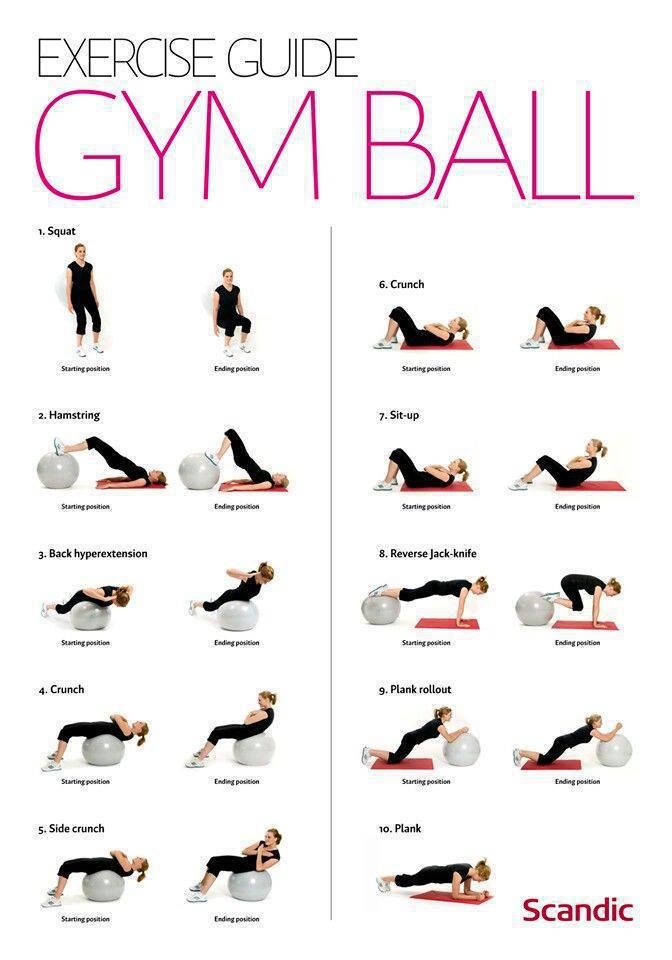 EXERCISE GUIDE
GYM BALL
1. Squat
Starting position
Ending position
2. Hamstring
Starting position
Ending position
3. Back hyperextension
Starting position
Ending position
4. Crunch
Starting position
Ending position
5. Side crunch
Starting position
Ending position
6. Crunch
Starting position
Ending position
7. Sit-up
Starting position
Ending position
8. Reverse Jack-knife
Starting position
Ending position
9. Plank rollout
Starting position
Ending position
10. Plank
Scandic